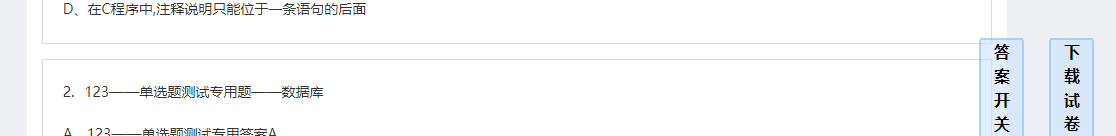 D、在C程序中,注释说明只能位于一条语句的后面
2. 123——单选题测试专用题——数据库
A、123——单选题测试专用答案A
答案开关
下载试卷